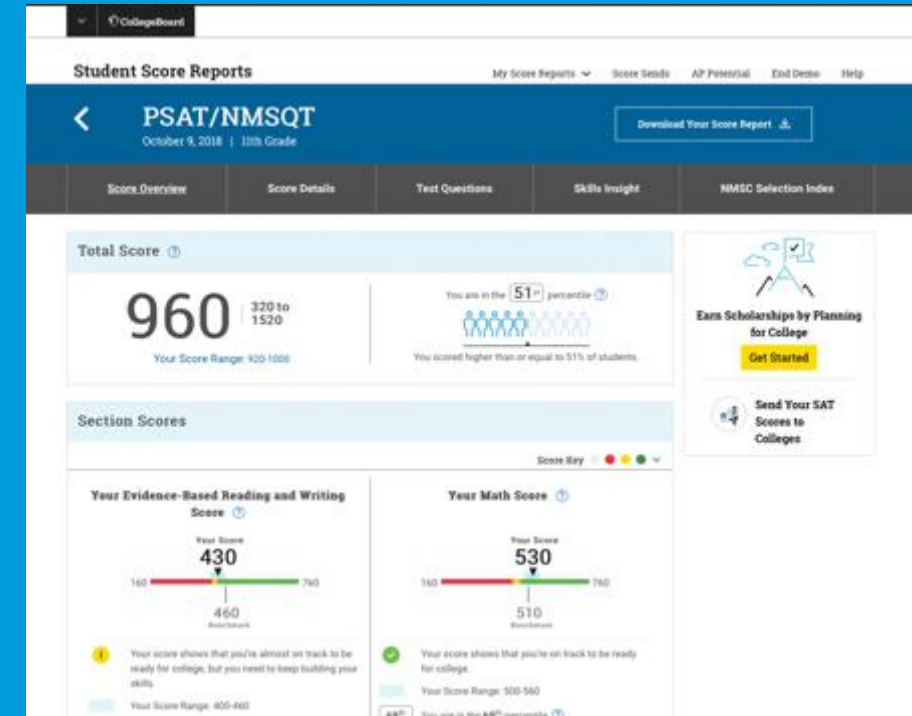 CollegeBoard
Student Score Reports
My Score Reports
Score Sends
AP Potential
End Demo
Help
PSAT/NMSQT
October 9, 2018 | 11th Grade
Download Your Score Report
Score Overview
Score Details
Test Questions
Skills Insight
NMSC Selection Index
Total Score
960
320 to
1520
Your Score Range: 920-1000
You are in the 51st percentile
You scored higher than or equal to 51% of students.
Earn Scholarships by Planning
for College
Get Started
Send Your SAT
Scores to
Colleges
Section Scores
Score Key
Your Evidence-Based Reading and Writing
Score
Your Score
430
160
760
460
Benchmark
Your score shows that you're almost on track to be
ready for college, but you need to keep building your
skills.
Your Score Range: 400-460
Your Math Score
Your Score
530
160
760
510
Benchmark
Your score shows that you're on track to be ready
for college.
Your Score Range: 500-560
You are in the percentile